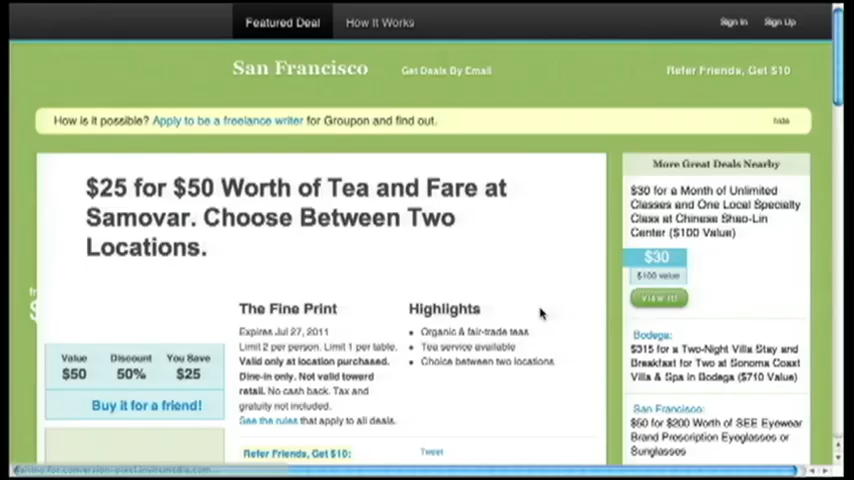 Featured Deal How It Works Sign In Sign Up
San Francisco Get Deals By Email Refer Friends, Get $10
How is it possible? Apply to be a freelance writer for Groupon and find out. hide
$25 for $50 Worth of Tea and Fare at
Samovar. Choose Between Two
Locations.
Value Discount You Save
$50 50% $25
Buy it for a friend!
The Fine Print
Expires Jul 27, 2011
Limit 2 per person. Limit 1 per table.
Valid only at location purchased.
Dine-in only. Not valid toward
retail. No cash back. Tax and
gratuity not included.
See the rules that apply to all deals.
Highlights
Organic & fair-trade teas
Tea service available
Choice between two locations
Refer Friends, Get $10: Tweet
More Great Deals Nearby
$30 for a Month of Unlimited
Classes and One Local Specialty
Class at Chinese Shao-Lin
Center ($100 Value)
$30
$100 value
View It!
Bodega:
$315 for a Two-Night Villa Stay and
Breakfast for Two at Sonoma Coast
Villa & Spa in Bodega ($710 Value)
San Francisco:
$60 for $200 Worth of SEE Eyewear
Brand Prescription Eyeglasses or
Sunglasses